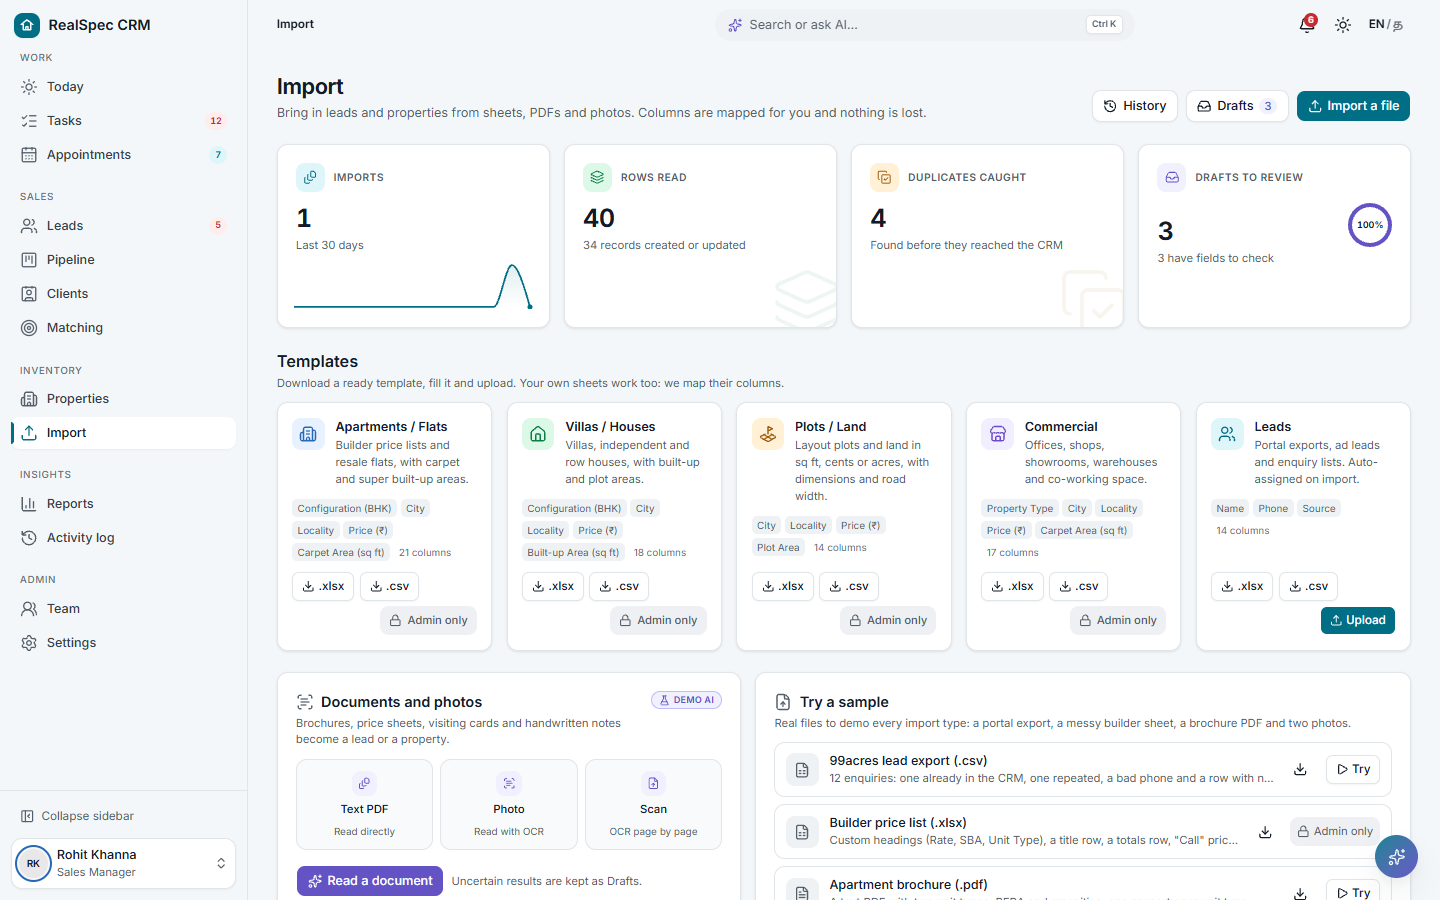 RealSpec CRM
WORK
Today
Tasks 12
Appointments 7
SALES
Leads 5
Pipeline
Clients
Matching
INVENTORY
Properties
Import
INSIGHTS
Reports
Activity log
ADMIN
Team
Settings
Collapse sidebar
RK
Rohit Khanna
Sales Manager
Import
Search or ask AI...
Ctrl K
6
EN / த
Import
Bring in leads and properties from sheets, PDFs and photos. Columns are mapped for you and nothing is lost.
History
Drafts 3
Import a file
IMPORTS
1
Last 30 days
ROWS READ
40
34 records created or updated
DUPLICATES CAUGHT
4
Found before they reached the CRM
DRAFTS TO REVIEW
3
100%
3 have fields to check
Templates
Download a ready template, fill it and upload. Your own sheets work too: we map their columns.
Apartments / Flats
Builder price lists and
resale flats, with carpet
and super built-up areas.
Configuration (BHK) City
Locality Price (₹)
Carpet Area (sq ft) 21 columns
.xlsx .csv
Admin only
Villas / Houses
Villas, independent and
row houses, with built-up
and plot areas.
Configuration (BHK) City
Locality Price (₹)
Built-up Area (sq ft) 18 columns
.xlsx .csv
Admin only
Plots / Land
Layout plots and land in
sq ft, cents or acres, with
dimensions and road
width.
City Locality Price (₹)
Plot Area 14 columns
.xlsx .csv
Admin only
Commercial
Offices, shops,
showrooms, warehouses
and co-working space.
Property Type City Locality
Price (₹) Carpet Area (sq ft)
17 columns
.xlsx .csv
Admin only
Leads
Portal exports, ad leads
and enquiry lists. Auto-
assigned on import.
Name Phone Source
14 columns
.xlsx .csv
Upload
Documents and photos
DEMO AI
Brochures, price sheets, visiting cards and handwritten notes
become a lead or a property.
Text PDF
Read directly
Photo
Read with OCR
Scan
OCR page by page
Read a document
Uncertain results are kept as Drafts.
Try a sample
Real files to demo every import type: a portal export, a messy builder sheet, a brochure PDF and two photos.
99acres lead export (.csv)
12 enquiries: one already in the CRM, one repeated, a bad phone and a row with n...
Try
Builder price list (.xlsx)
Custom headings (Rate, SBA, Unit Type), a title row, a totals row, "Call" pric...
Admin only
Apartment brochure (.pdf)
Try